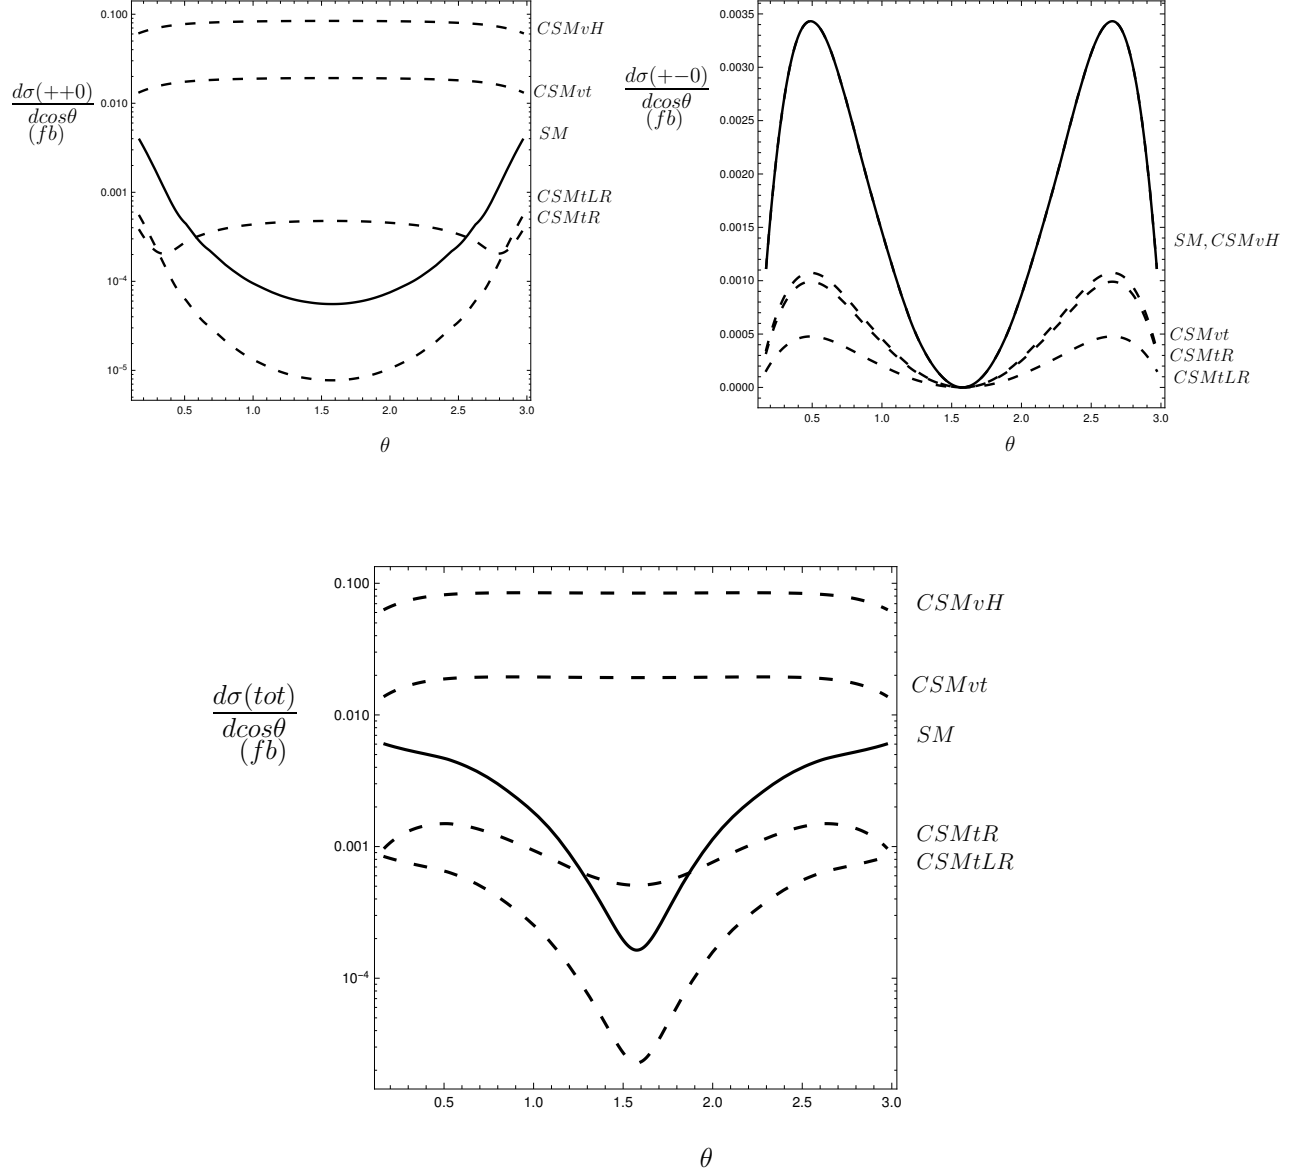 dσ(++0)
dcosθ
(fb)
0.100
0.010
0.001
10⁻⁴
10⁻⁵
0.5 1.0 1.5 2.0 2.5 3.0
θ
CSMvH
CSMvt
SM
CSMtLR
CSMtR
dσ(+−0)
dcosθ
(fb)
0.0035
0.0030
0.0025
0.0020
0.0015
0.0010
0.0005
0.0000
0.5 1.0 1.5 2.0 2.5 3.0
θ
SM, CSMvH
CSMvt
CSMtR
CSMtLR
dσ(tot)
dcosθ
(fb)
0.100
0.010
0.001
10⁻⁴
0.5 1.0 1.5 2.0 2.5 3.0
θ
CSMvH
CSMvt
SM
CSMtR
CSMtLR